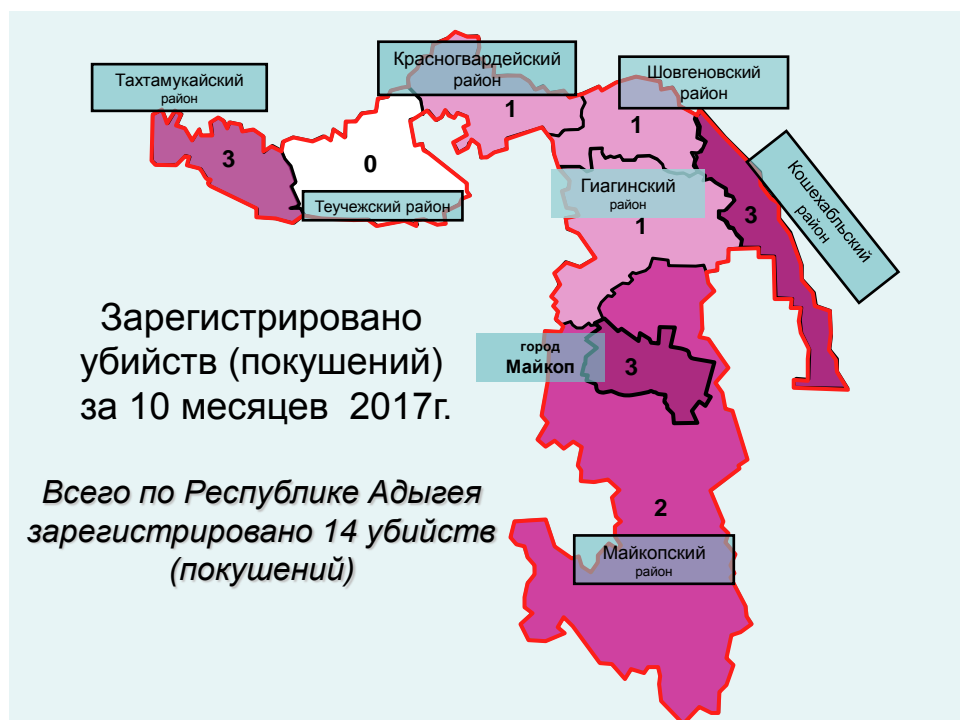 Красногвардейский
район
Шовгеновский
район
Тахтамукайский
район
1
1
3
0
Теучежский район
Гиагинский
район
1
3
Кошехабльский
район
Зарегистрировано
убийств (покушений)
за 10 месяцев 2017г.
город
Майкоп
3
Всего по Республике Адыгея
зарегистрировано 14 убийств
(покушений)
2
Майкопский
район